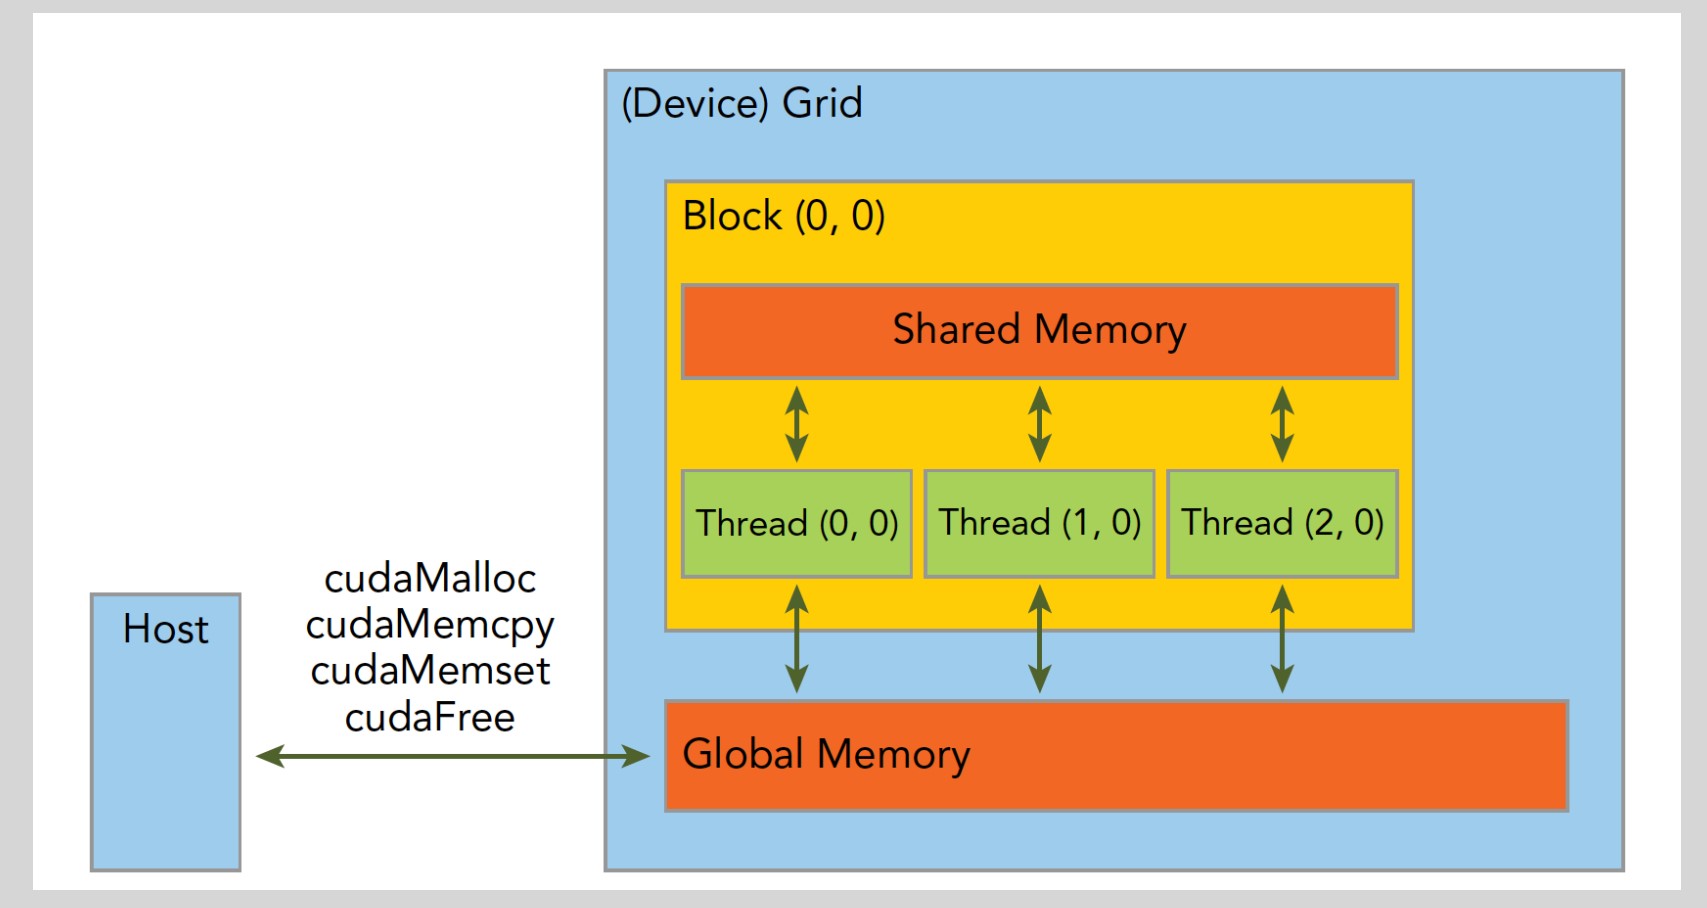 (Device) Grid
Block (0, 0)
Shared Memory
Thread (0, 0)
Thread (1, 0)
Thread (2, 0)
cudaMalloc
cudaMemcpy
cudaMemset
cudaFree
Host
Global Memory